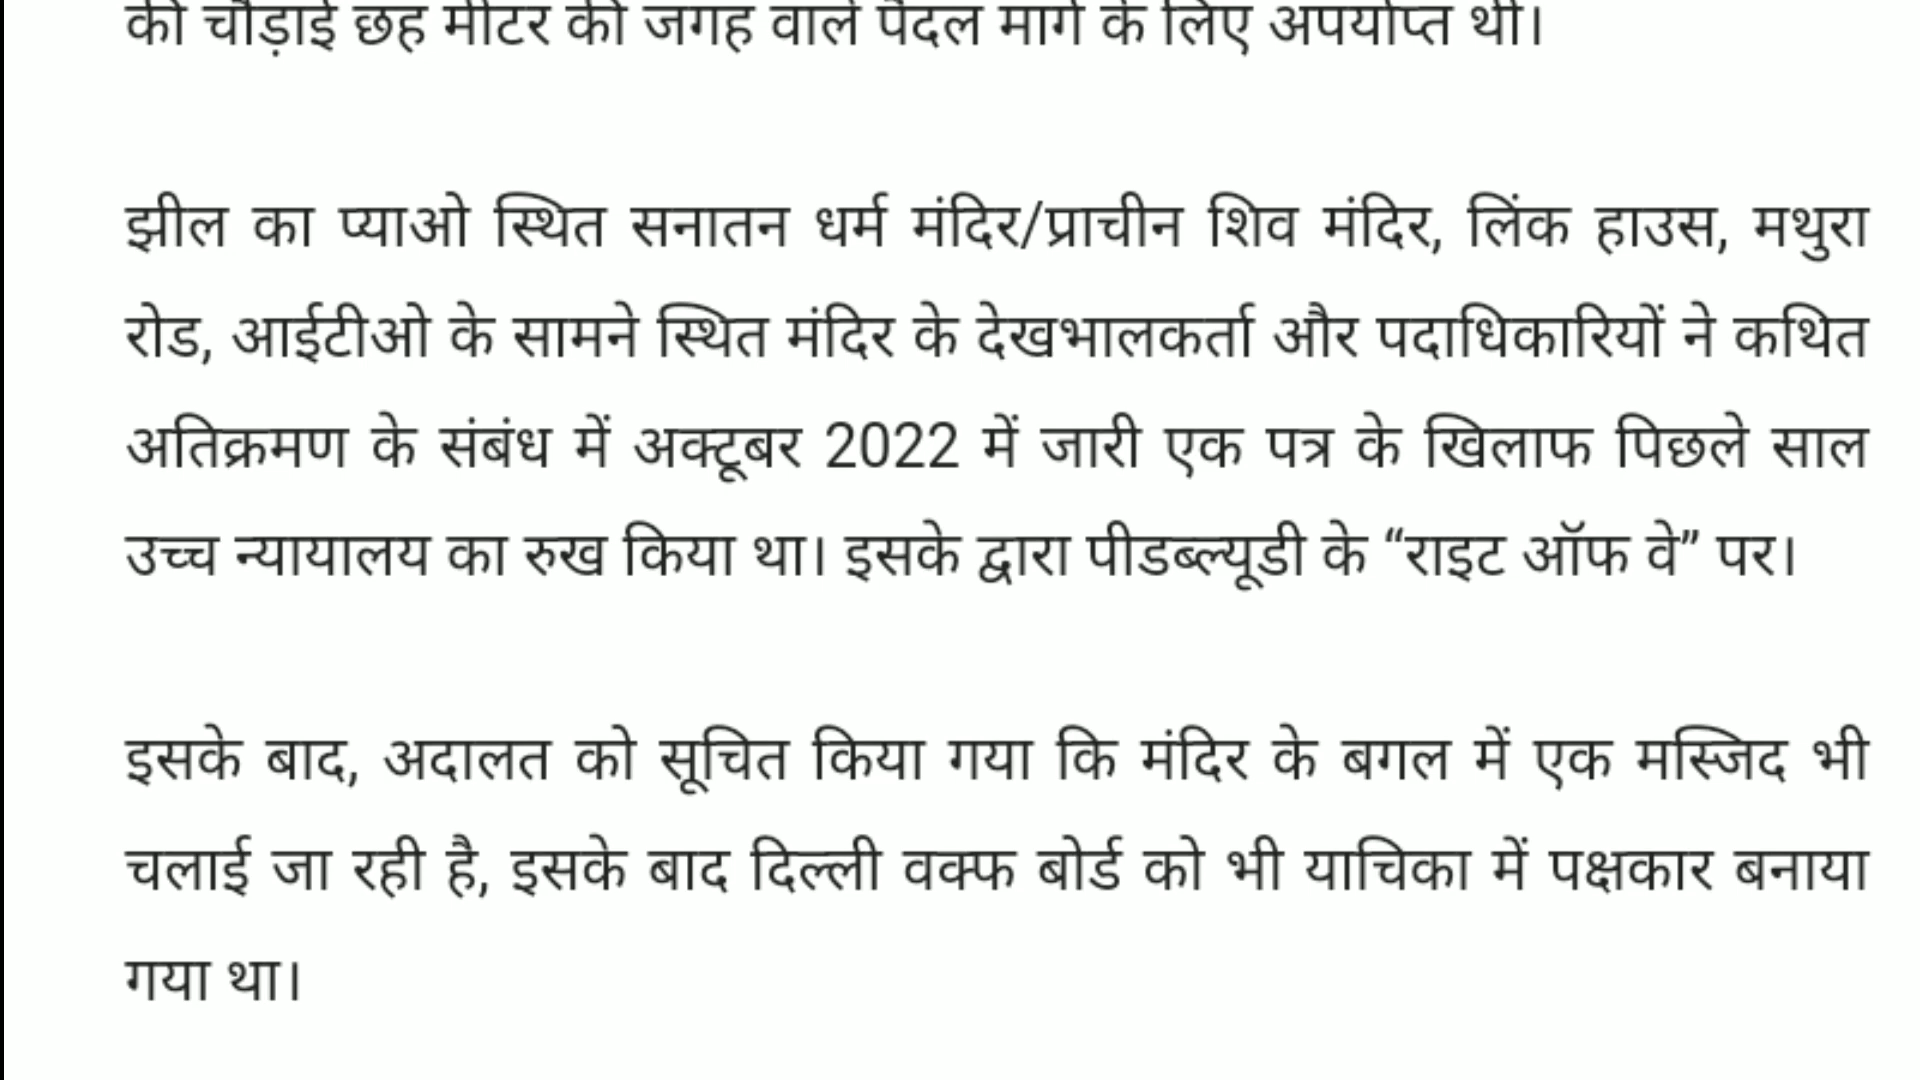 की चौड़ाई छह मीटर की जगह वाले पैदल मार्ग के लिए अपर्याप्त थी।
झील का प्याओ स्थित सनातन धर्म मंदिर/प्राचीन शिव मंदिर, लिंक हाउस, मथुरा
रोड, आईटीओ के सामने स्थित मंदिर के देखभालकर्ता और पदाधिकारियों ने कथित
अतिक्रमण के संबंध में अक्टूबर 2022 में जारी एक पत्र के खिलाफ पिछले साल
उच्च न्यायालय का रुख किया था। इसके द्वारा पीडब्ल्यूडी के “राइट ऑफ वे” पर।
इसके बाद, अदालत को सूचित किया गया कि मंदिर के बगल में एक मस्जिद भी
चलाई जा रही है, इसके बाद दिल्ली वक्फ बोर्ड को भी याचिका में पक्षकार बनाया
गया था।